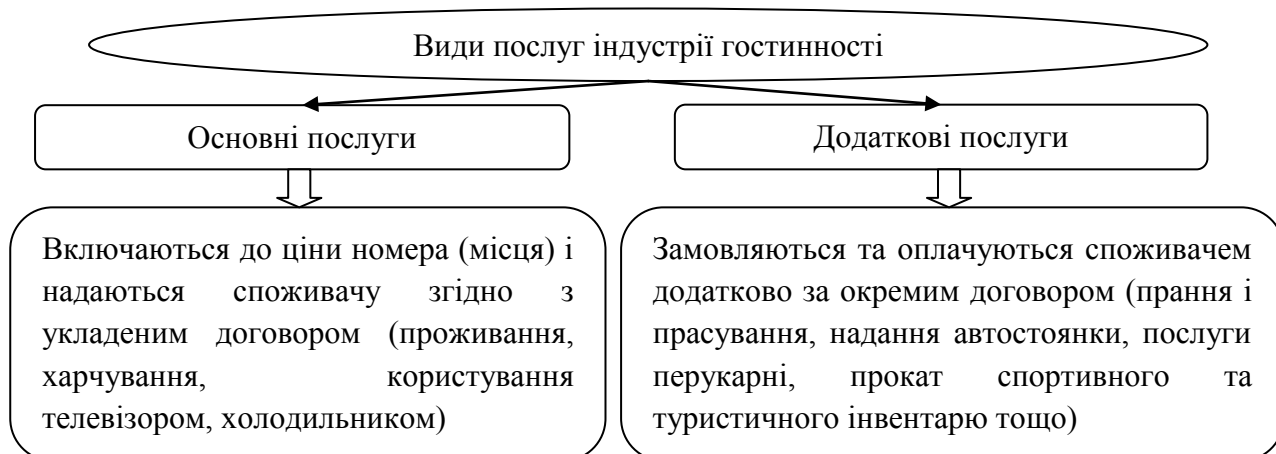 Види послуг індустрії гостинності
Основні послуги
Додаткові послуги
Включаються до ціни номера (місця) і
надаються споживачу згідно з
укладеним договором (проживання,
харчування, користування
телевізором, холодильником)
Замовляються та оплачуються споживачем
додатково за окремим договором (прання і
прасування, надання автостоянки, послуги
перукарні, прокат спортивного та
туристичного інвентарю тощо)